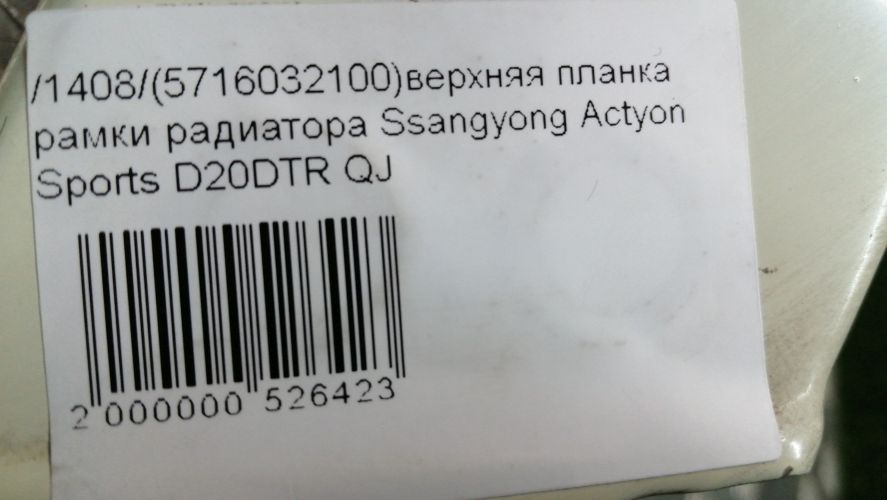 /1408/(5716032100)верхняя планка
рамки радиатора Ssangyong Actyon
Sports D20DTR QJ
2 000000 526423